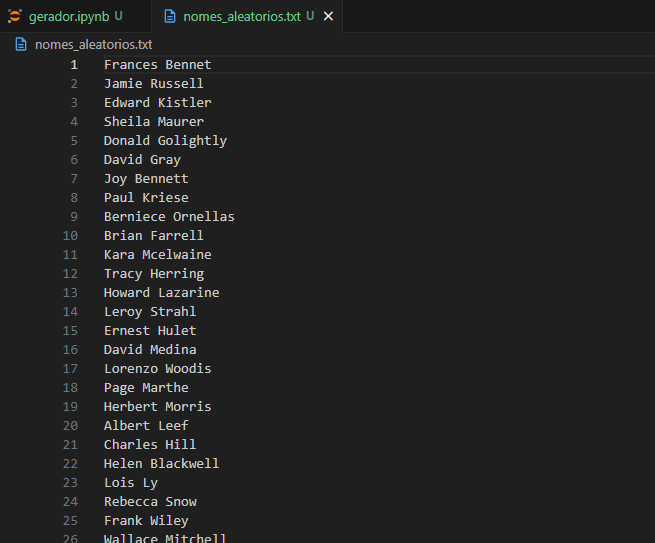 gerador.ipynb U nomes_aleatorios.txt U
nomes_aleatorios.txt
1 Frances Bennet
2 Jamie Russell
3 Edward Kistler
4 Sheila Maurer
5 Donald Golightly
6 David Gray
7 Joy Bennett
8 Paul Kriese
9 Berniece Ornellas
10 Brian Farrell
11 Kara Mcelwaine
12 Tracy Herring
13 Howard Lazarine
14 Leroy Strahl
15 Ernest Hulet
16 David Medina
17 Lorenzo Woodis
18 Page Marthe
19 Herbert Morris
20 Albert Leef
21 Charles Hill
22 Helen Blackwell
23 Lois Ly
24 Rebecca Snow
25 Frank Wiley
26 Wallace Mitchell